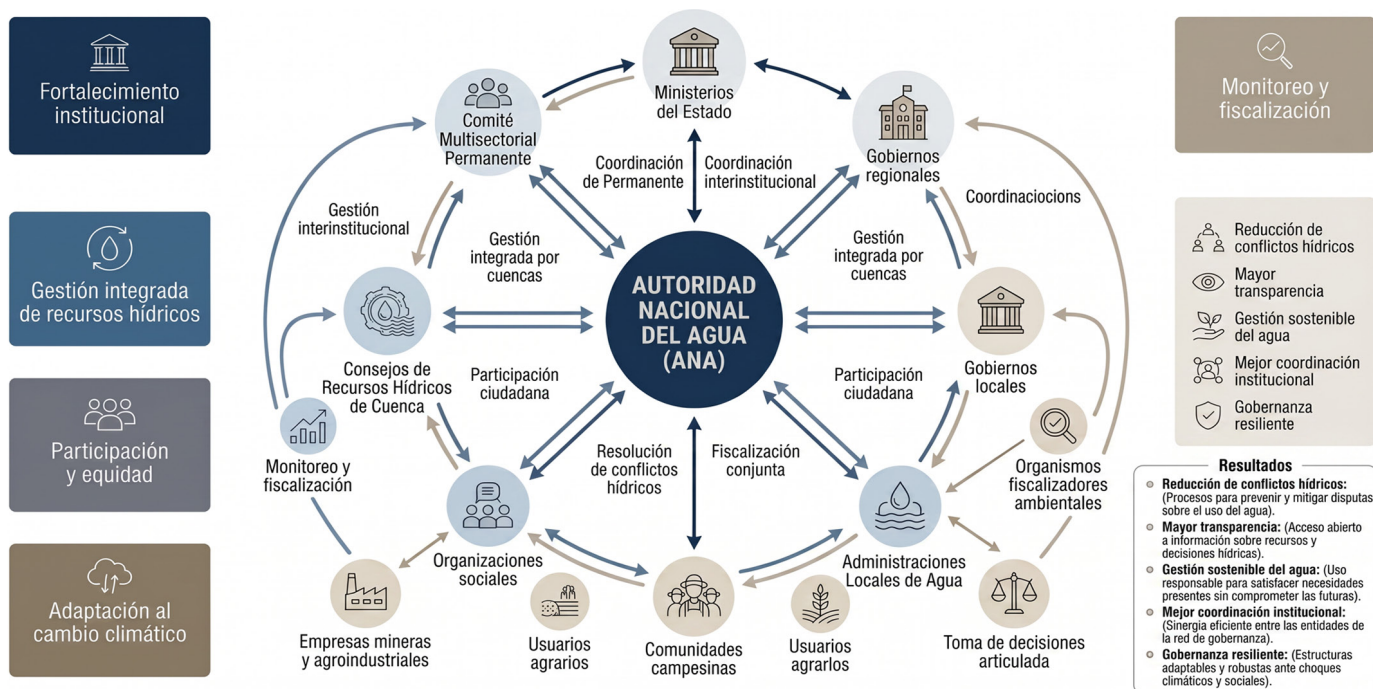 Fortalecimiento
institucional
Gestión integrada
de recursos hídricos
Participación
y equidad
Adaptación al
cambio climático
Ministerios
del Estado
Comité
Multisectorial
Permanente
Gobiernos
regionales
Coordinación
de Permanente
Coordinación
interinstitucional
Gestión
interinstitucional
Coordinaciocions
Gestión
integrada por
cuencas
Gestión
integrada por
cuencas
AUTORIDAD
NACIONAL
DEL AGUA
(ANA)
Consejos de
Recursos Hídricos
de Cuenca
Gobiernos
locales
Participación
ciudadana
Participación
ciudadana
Monitoreo y
fiscalización
Resolución
de conflictos
hídricos
Fiscalización
conjunta
Organismos
fiscalizadores
ambientales
Organizaciones
sociales
Administraciones
Locales de Agua
Empresas mineras
y agroindustriales
Usuarios
agrarios
Comunidades
campesinas
Usuarios
agrarlos
Toma de decisiones
articulada
Monitoreo y
fiscalización
Reducción de
conflictos hídricos
Mayor
transparencia
Gestión sostenible
del agua
Mejor coordinación
institucional
Gobernanza
resiliente
Resultados
Reducción de conflictos hídricos:
(Procesos para prevenir y mitigar disputas
sobre el uso del agua).
Mayor transparencia: (Acceso abierto
a información sobre recursos y
decisiones hídricas).
Gestión sostenible del agua: (Uso
responsable para satisfacer necesidades
presentes sin comprometer las futuras).
Mejor coordinación institucional:
(Sinergia eficiente entre las entidades de
la red de gobernanza).
Gobernanza resiliente: (Estructuras
adaptables y robustas ante choques
climáticos y sociales).